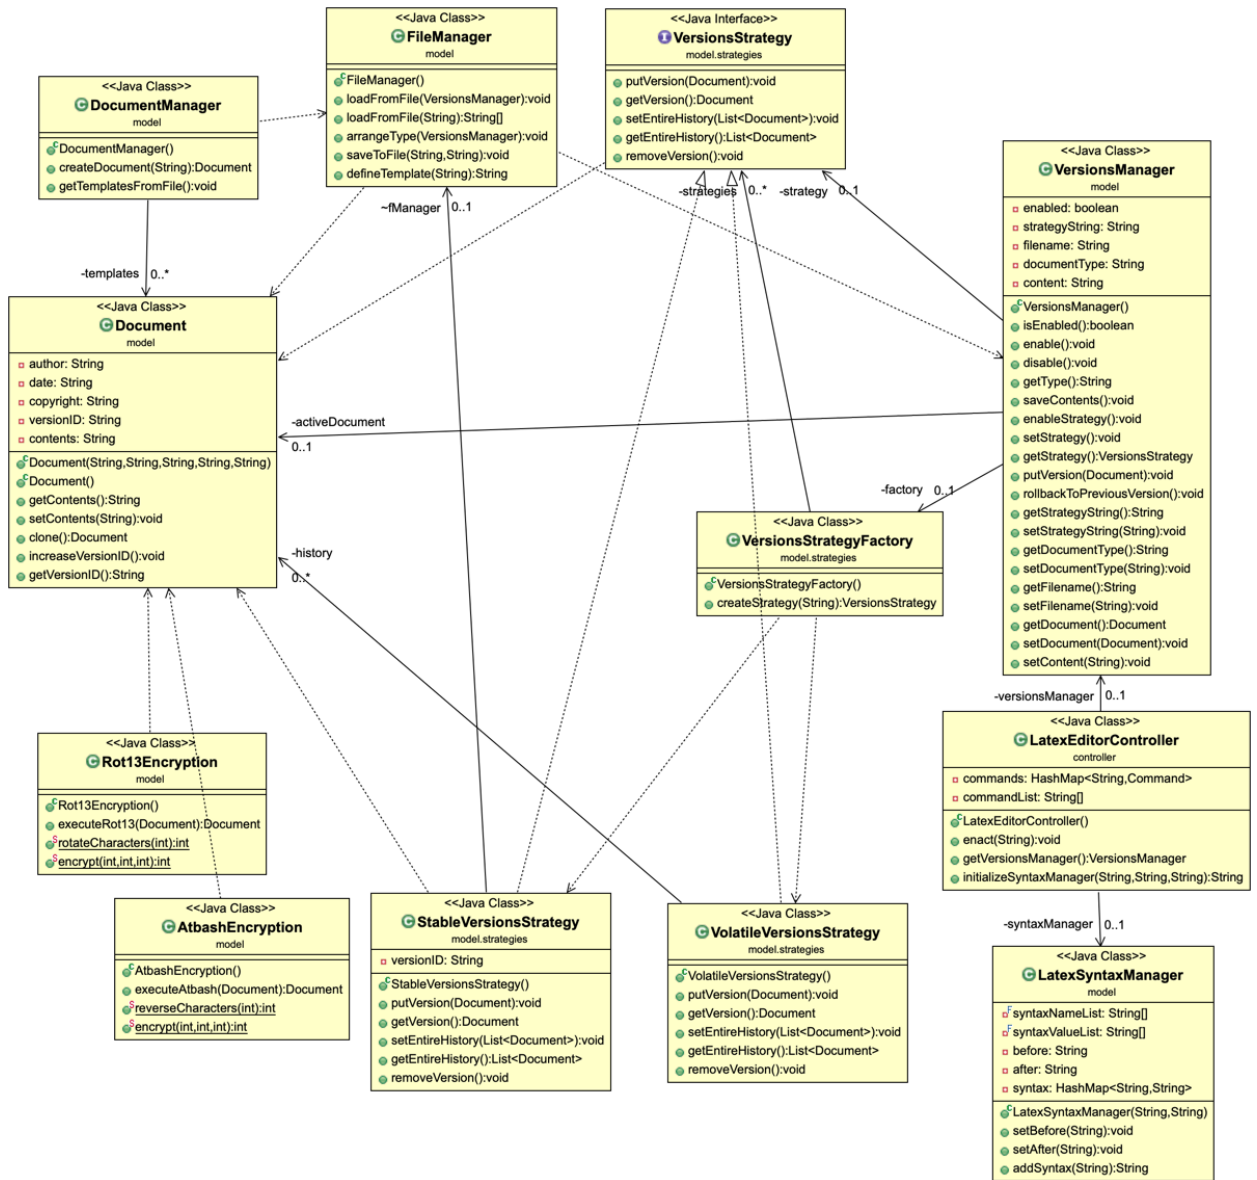 <<Java Class>>
FileManager
model
FileManager()
loadFromFile(VersionsManager):void
loadFromFile(String):String[]
arrangeType(VersionsManager):void
saveToFile(String,String):void
defineTemplate(String):String
<<Java Interface>>
VersionsStrategy
model.strategies
putVersion(Document):void
getVersion():Document
setEntireHistory(List<Document>):void
getEntireHistory():List<Document>
removeVersion():void
<<Java Class>>
DocumentManager
model
DocumentManager()
createDocument(String):Document
getTemplatesFromFile():void
<<Java Class>>
VersionsManager
model
enabled: boolean
strategyString: String
filename: String
documentType: String
content: String
VersionsManager()
isEnabled():boolean
enable():void
disable():void
getType():String
saveContents():void
enableStrategy():void
setStrategy():void
getStrategy():VersionsStrategy
putVersion(Document):void
rollbackToPreviousVersion():void
getStrategyString():String
setStrategyString(String):void
getDocumentType():String
setDocumentType(String):void
getFilename():String
setFilename(String):void
getDocument():Document
setDocument(Document):void
setContent(String):void
~fManager 0..1
-strategies 0..*
-strategy 0..1
-templates 0..*
<<Java Class>>
Document
model
author: String
date: String
copyright: String
versionID: String
contents: String
Document(String,String,String,String,String)
Document()
getContents():String
setContents(String):void
clone():Document
increaseVersionID():void
getVersionID():String
-activeDocument
0..1
-factory 0..1
-history
0..*
<<Java Class>>
VersionsStrategyFactory
model.strategies
VersionsStrategyFactory()
createStrategy(String):VersionsStrategy
-versionsManager 0..1
<<Java Class>>
LatexEditorController
controller
commands: HashMap<String,Command>
commandList: String[]
LatexEditorController()
enact(String):void
getVersionsManager():VersionsManager
initializeSyntaxManager(String,String,String):String
<<Java Class>>
Rot13Encryption
model
Rot13Encryption()
executeRot13(Document):Document
rotateCharacters(int):int
encrypt(int,int,int):int
<<Java Class>>
AtbashEncryption
model
AtbashEncryption()
executeAtbash(Document):Document
reverseCharacters(int):int
encrypt(int,int,int):int
<<Java Class>>
StableVersionsStrategy
model.strategies
versionID: String
StableVersionsStrategy()
putVersion(Document):void
getVersion():Document
setEntireHistory(List<Document>):void
getEntireHistory():List<Document>
removeVersion():void
<<Java Class>>
VolatileVersionsStrategy
model.strategies
VolatileVersionsStrategy()
putVersion(Document):void
getVersion():Document
setEntireHistory(List<Document>):void
getEntireHistory():List<Document>
removeVersion():void
-syntaxManager 0..1
<<Java Class>>
LatexSyntaxManager
model
syntaxNameList: String[]
syntaxValueList: String[]
before: String
after: String
syntax: HashMap<String,String>
LatexSyntaxManager(String,String)
setBefore(String):void
setAfter(String):void
addSyntax(String):String